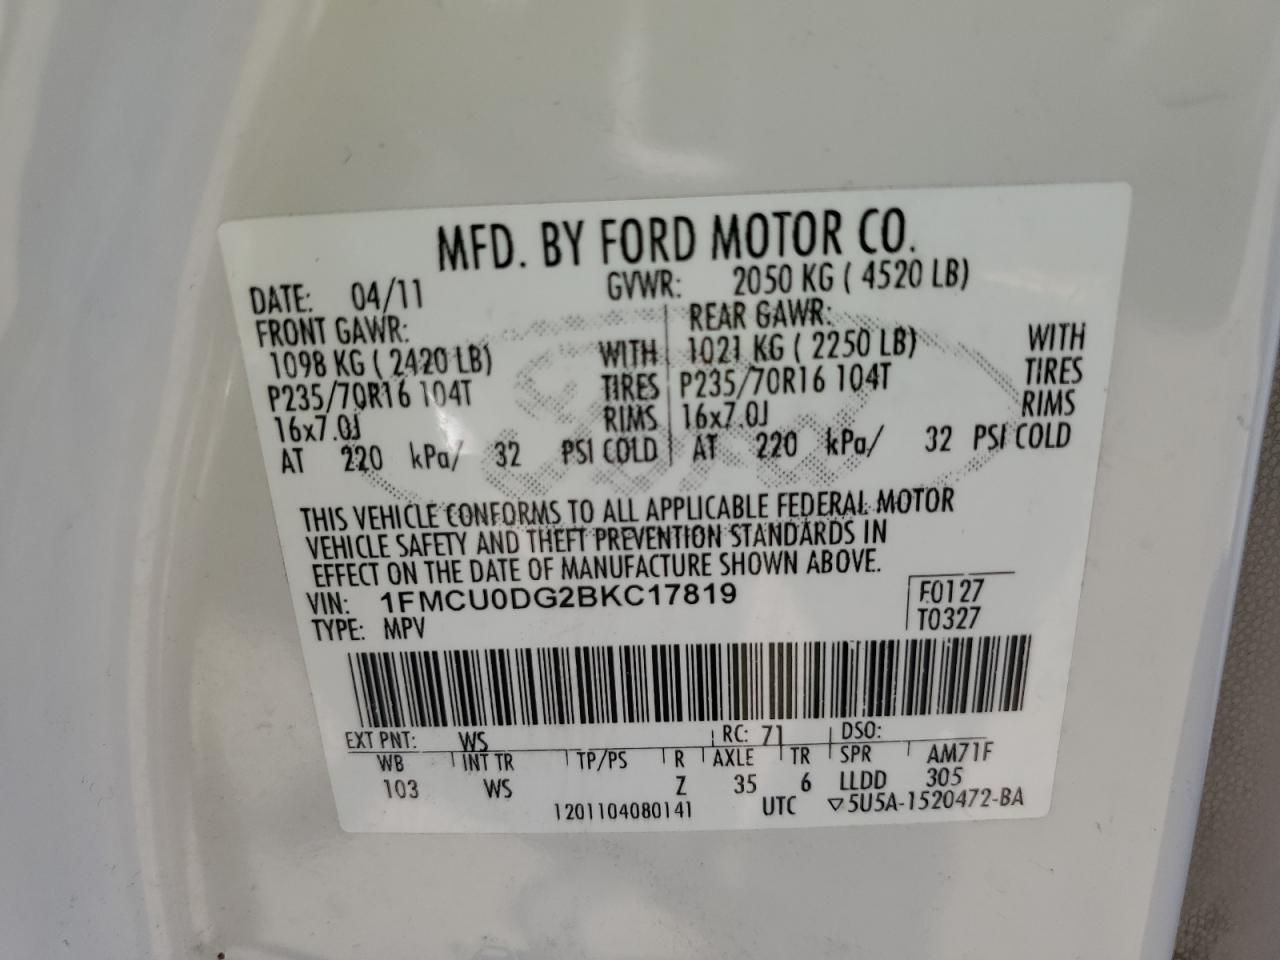 MFD. BY FORD MOTOR CO.
DATE: 04/11 GVWR: 2050 KG ( 4520 LB)
FRONT GAWR: REAR GAWR:
1098 KG ( 2420 LB) WITH 1021 KG ( 2250 LB) WITH
P235/70R16 104T TIRES P235/70R16 104T TIRES
16x7.0J RIMS 16x7.0J RIMS
AT 220 kPa/ 32 PSI COLD AT 220 kPa/ 32 PSI COLD
THIS VEHICLE CONFORMS TO ALL APPLICABLE FEDERAL MOTOR
VEHICLE SAFETY AND THEFT PREVENTION STANDARDS IN
EFFECT ON THE DATE OF MANUFACTURE SHOWN ABOVE.
VIN: 1FMCU0DG2BKC17819 F0127
TYPE: MPV T0327
EXT PNT: WS RC: 71 DSO:
WB INT TR TP/PS R AXLE TR SPR AM71F
103 WS Z 35 6 LLDD 305
1201104080141 UTC ▽5U5A-1520472-BA